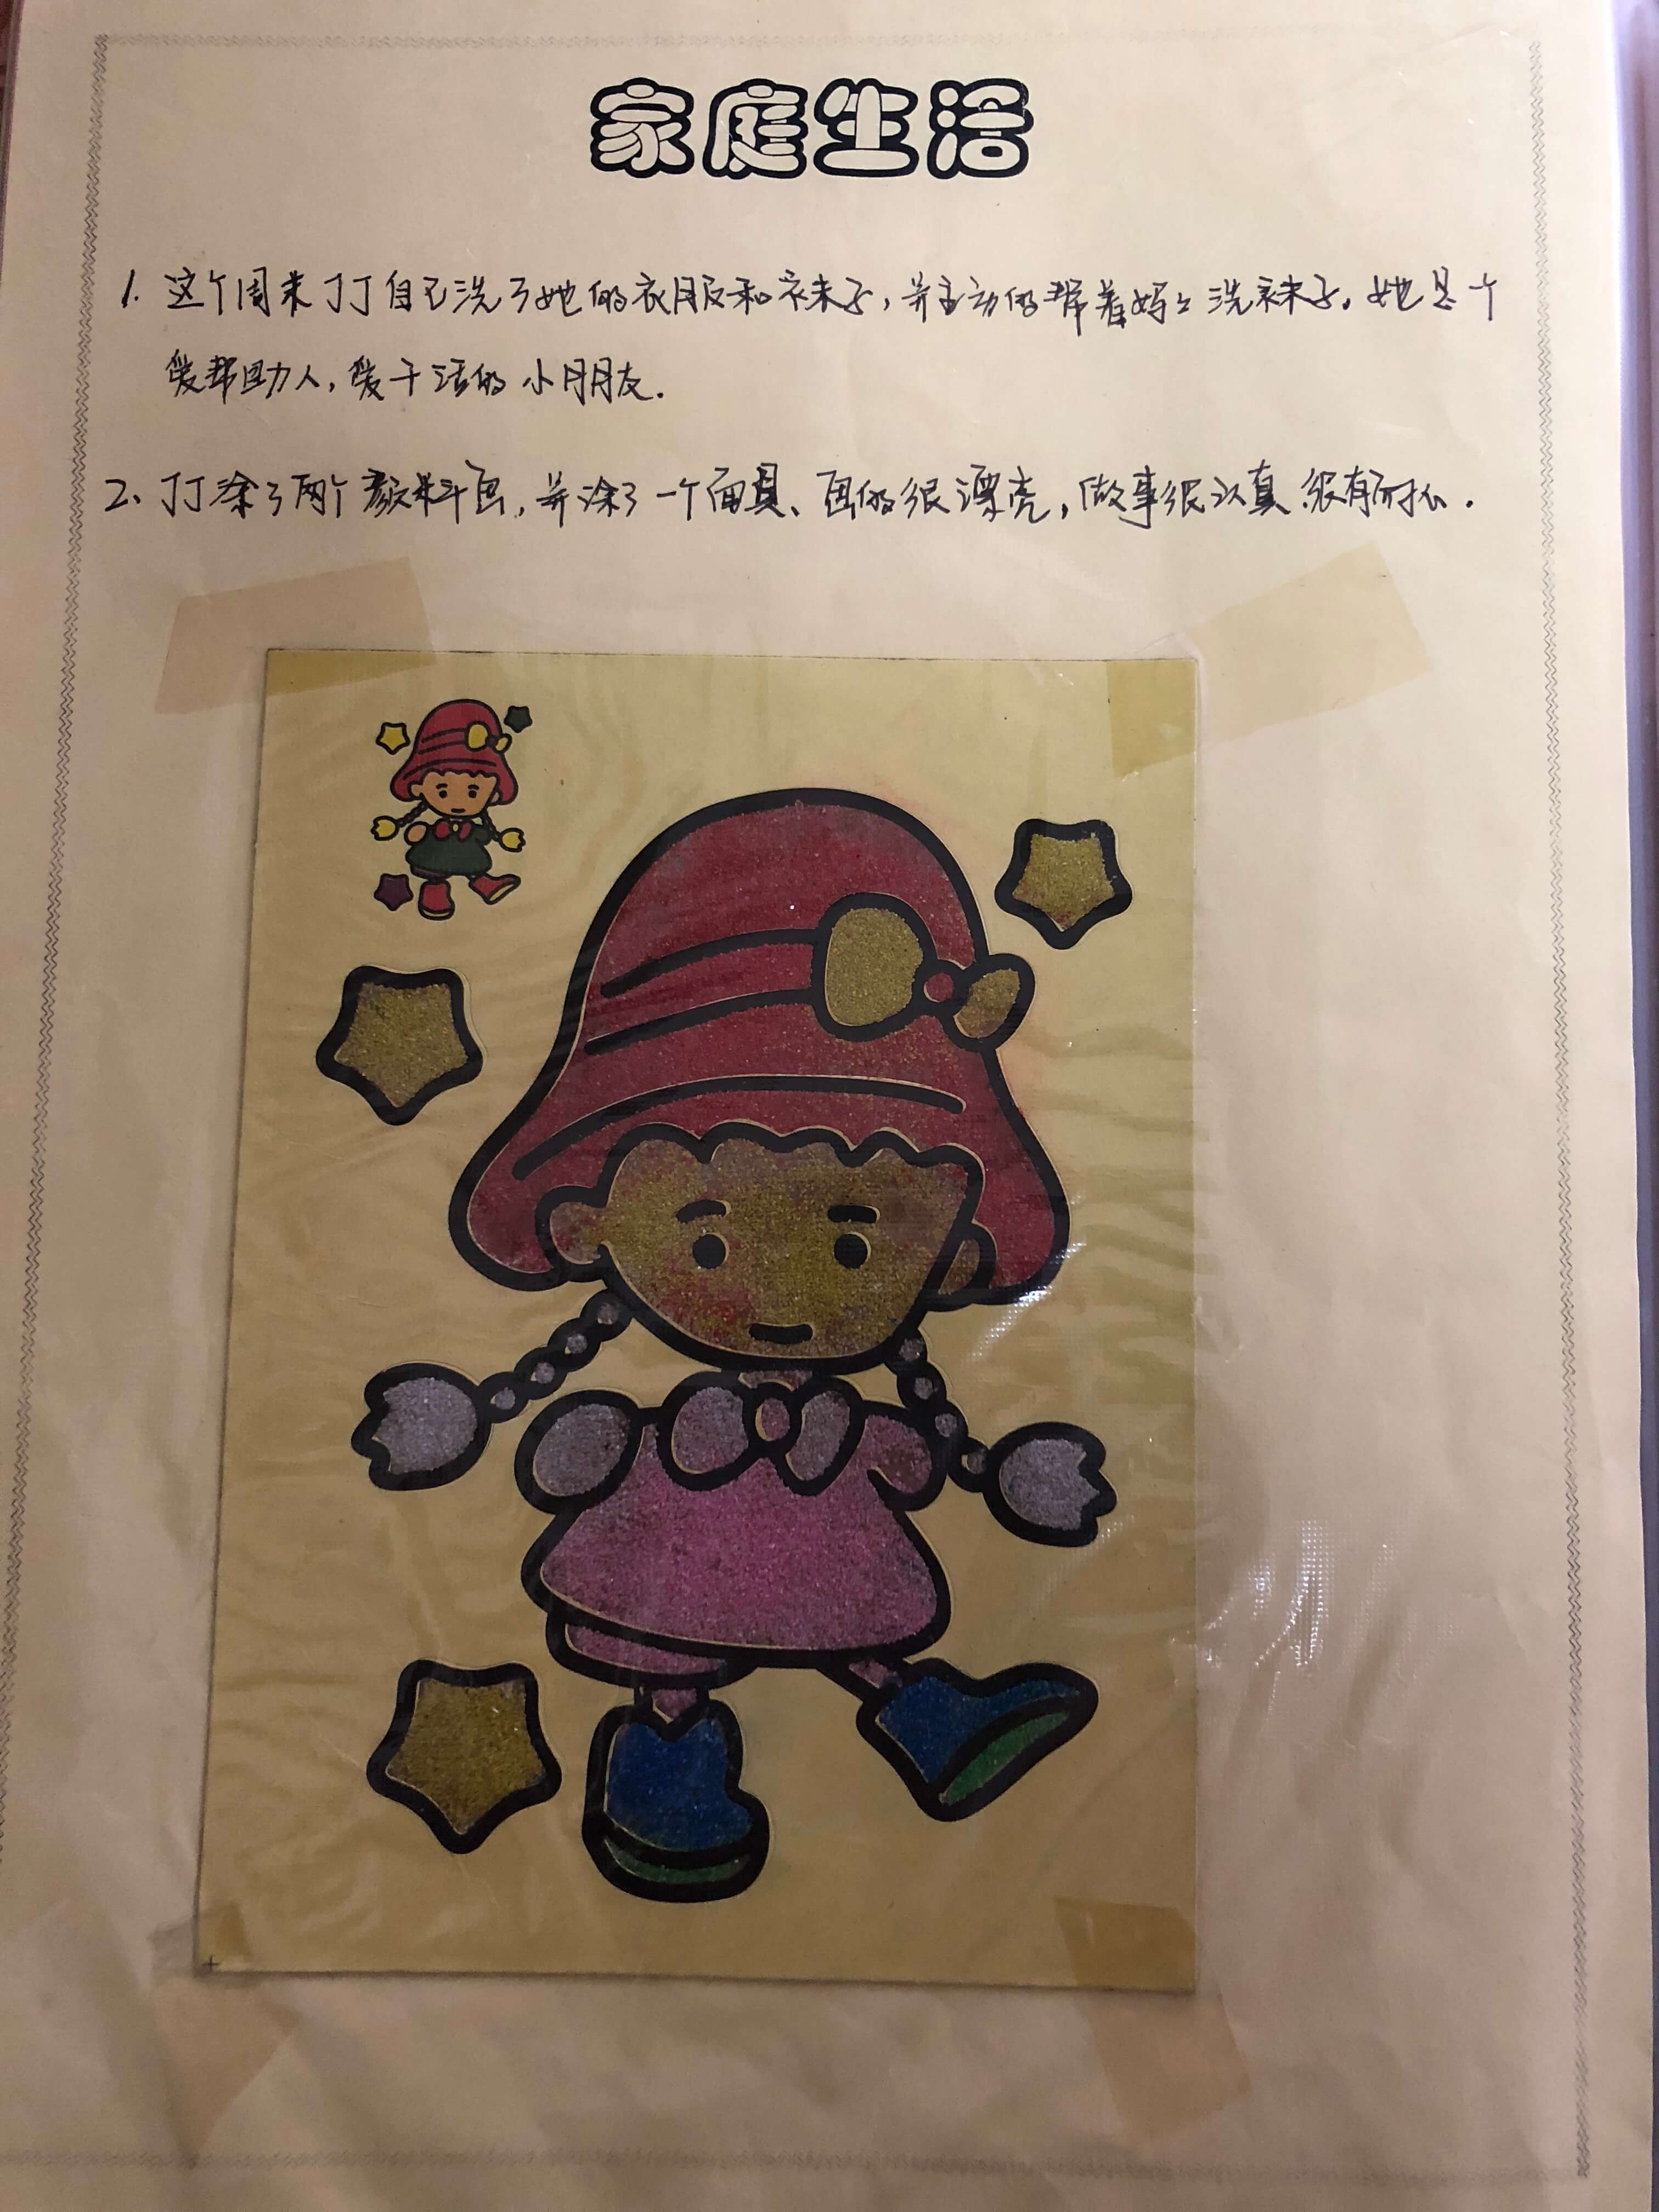 家庭生活
1. 这个周末丁丁自己洗了她的衣服和袜子,并主动的帮着妈妈洗袜子。她是个
爱帮助人,爱干活的小朋友.
2、丁丁涂了两个颜料画,并涂了一个面具、画的很漂亮,做事很认真.很有耐心.